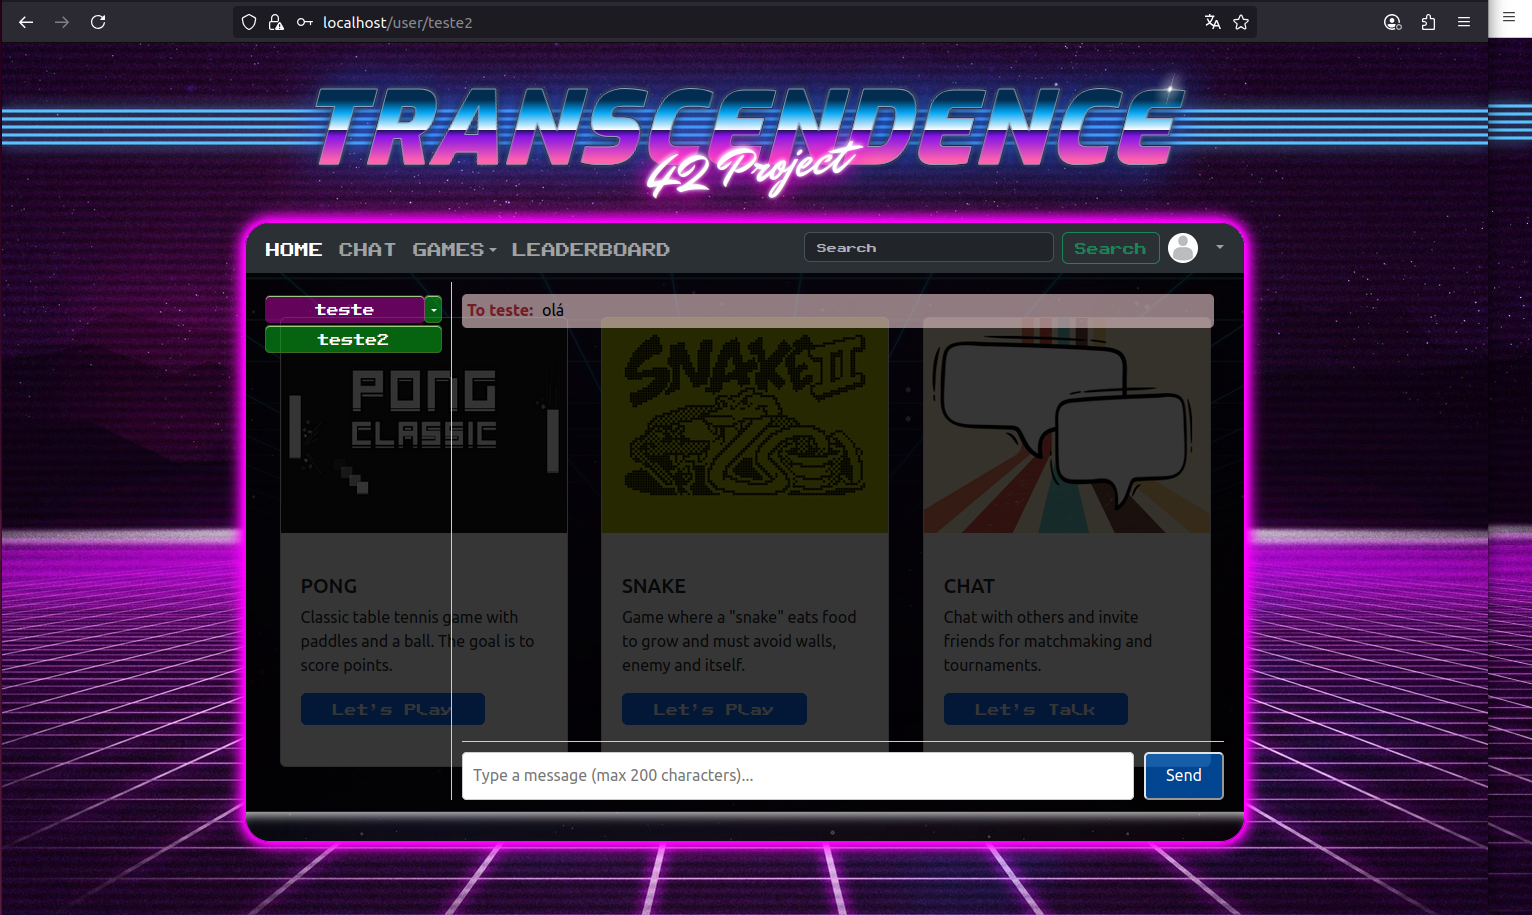 localhost/user/teste2
TRANSCENDENCE
42 Project
HOME CHAT GAMES LEADERBOARD Search Search
teste
teste2
To teste: olá
PONG
CLASSIC
SNAKE II
PONG
Classic table tennis game with
paddles and a ball. The goal is to
score points.
Let's Play
SNAKE
Game where a "snake" eats food
to grow and must avoid walls,
enemy and itself.
Let's Play
CHAT
Chat with others and invite
friends for matchmaking and
tournaments.
Let's Talk
Type a message (max 200 characters)...
Send